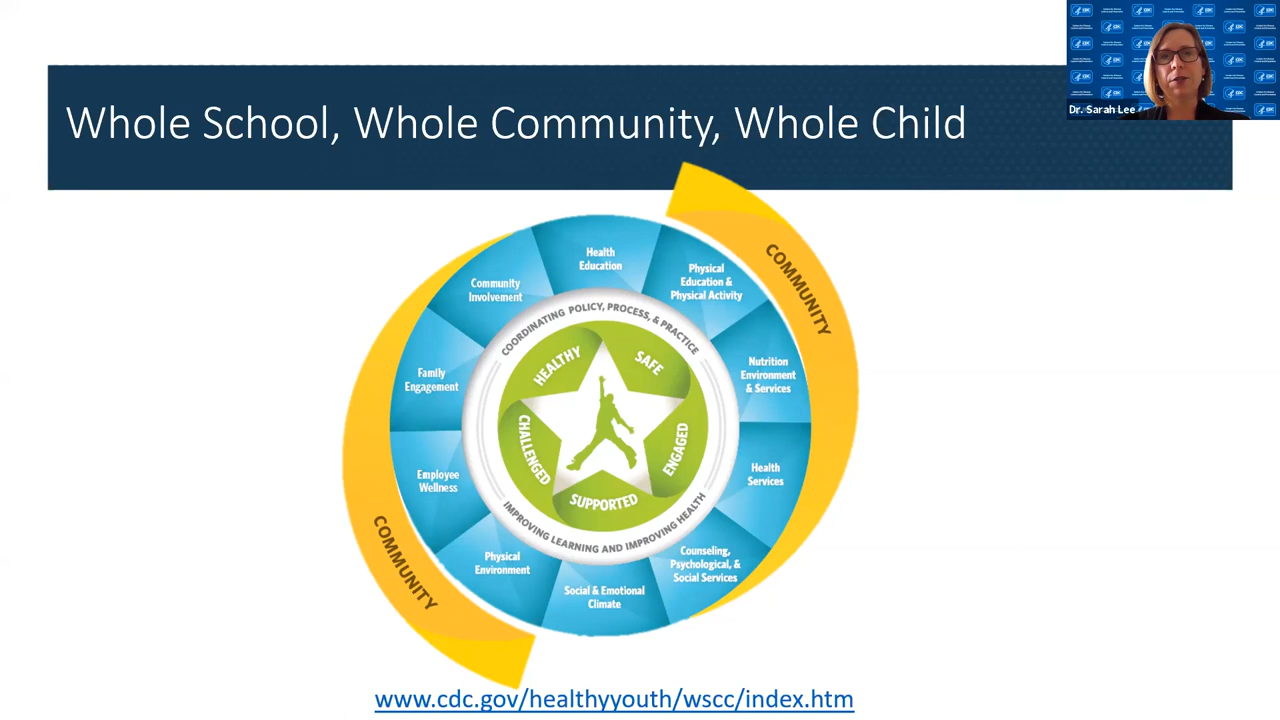 Whole School, Whole Community, Whole Child
Dr. Sarah Lee
CDC
COMMUNITY
Health
Education
Physical
Education &
Physical Activity
Nutrition
Environment
& Services
Health
Services
Counseling,
Psychological, &
Social Services
Social & Emotional
Climate
Physical
Environment
Employee
Wellness
Family
Engagement
Community
Involvement
COORDINATING POLICY, PROCESS, & PRACTICE
IMPROVING LEARNING AND IMPROVING HEALTH
HEALTHY
SAFE
ENGAGED
SUPPORTED
CHALLENGED
COMMUNITY
www.cdc.gov/healthyyouth/wscc/index.htm